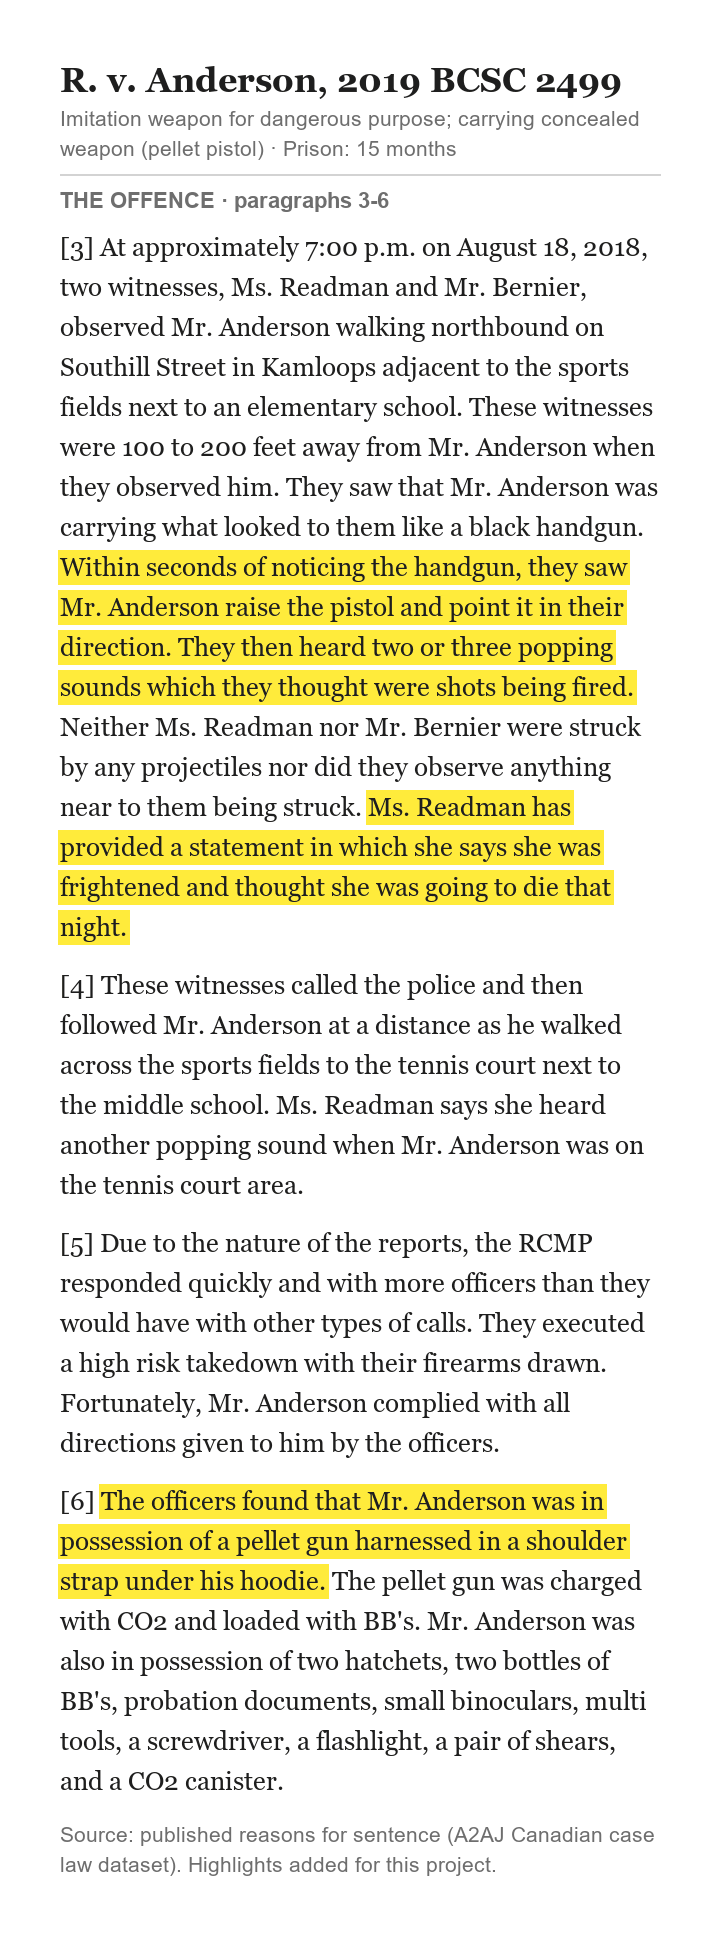 R. v. Anderson, 2019 BCSC 2499
Imitation weapon for dangerous purpose; carrying concealed
weapon (pellet pistol) · Prison: 15 months
THE OFFENCE · paragraphs 3-6
[3] At approximately 7:00 p.m. on August 18, 2018,
two witnesses, Ms. Readman and Mr. Bernier,
observed Mr. Anderson walking northbound on
Southill Street in Kamloops adjacent to the sports
fields next to an elementary school. These witnesses
were 100 to 200 feet away from Mr. Anderson when
they observed him. They saw that Mr. Anderson was
carrying what looked to them like a black handgun.
Within seconds of noticing the handgun, they saw
Mr. Anderson raise the pistol and point it in their
direction. They then heard two or three popping
sounds which they thought were shots being fired.
Neither Ms. Readman nor Mr. Bernier were struck
by any projectiles nor did they observe anything
near to them being struck. Ms. Readman has
provided a statement in which she says she was
frightened and thought she was going to die that
night.
[4] These witnesses called the police and then
followed Mr. Anderson at a distance as he walked
across the sports fields to the tennis court next to
the middle school. Ms. Readman says she heard
another popping sound when Mr. Anderson was on
the tennis court area.
[5] Due to the nature of the reports, the RCMP
responded quickly and with more officers than they
would have with other types of calls. They executed
a high risk takedown with their firearms drawn.
Fortunately, Mr. Anderson complied with all
directions given to him by the officers.
[6] The officers found that Mr. Anderson was in
possession of a pellet gun harnessed in a shoulder
strap under his hoodie. The pellet gun was charged
with CO2 and loaded with BB's. Mr. Anderson was
also in possession of two hatchets, two bottles of
BB's, probation documents, small binoculars, multi
tools, a screwdriver, a flashlight, a pair of shears,
and a CO2 canister.
Source: published reasons for sentence (A2AJ Canadian case
law dataset). Highlights added for this project.